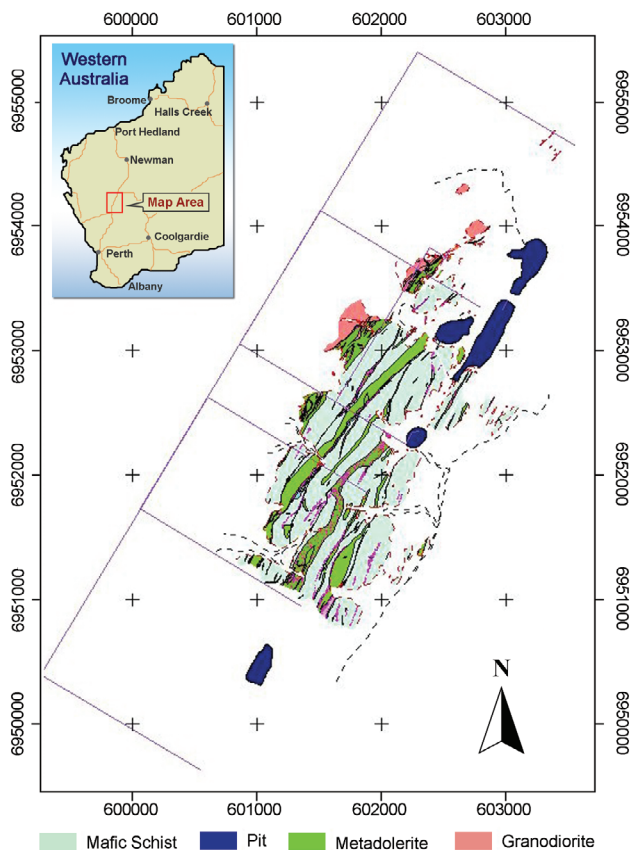 600000 601000 602000 603000
Western
Australia
Broome
Halls Creek
Port Hedland
Newman
Map Area
Coolgardie
Perth
Albany
6955000 6955000
6954000 6954000
6953000 6953000
6952000 6952000
6951000 6951000
6950000 6950000
N
600000 601000 602000 603000
Mafic Schist Pit Metadolerite Granodiorite